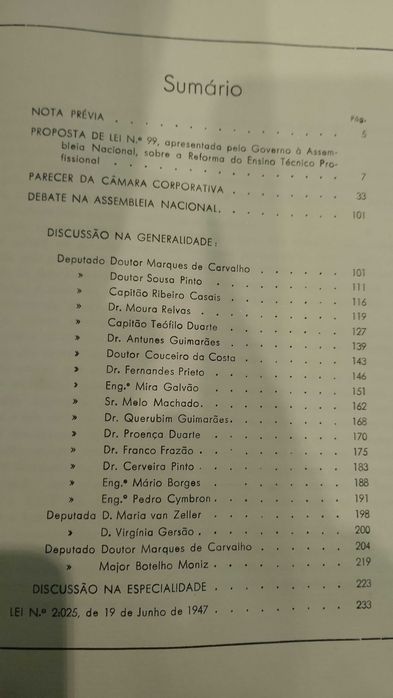 Sumário
Pág.
NOTA PRÉVIA . . . . . . . . . . . . . . . . 5
PROPOSTA DE LEI N.º 99, apresentada pelo Governo à Assem-
bleia Nacional, sobre a Reforma do Ensino Técnico Pro-
fissional . . . . . . . . . . . . . . . 7
PARECER DA CÂMARA CORPORATIVA . . . . . . . . 33
DEBATE NA ASSEMBLEIA NACIONAL. . . . . . . . . 101
DISCUSSÃO NA GENERALIDADE:
Deputado Doutor Marques de Carvalho . . . . . . . 101
» Doutor Sousa Pinto . . . . . . . . . 111
» Capitão Ribeiro Casais . . . . . . . . 116
» Dr. Moura Relvas . . . . . . . . . 119
» Capitão Teófilo Duarte . . . . . . . . 127
» Dr. Antunes Guimarães . . . . . . . . 139
» Doutor Couceiro da Costa . . . . . . . 143
» Dr. Fernandes Prieto . . . . . . . . 146
» Eng.º Mira Galvão . . . . . . . . . 151
» Sr. Melo Machado. . . . . . . . . . 162
» Dr. Querubim Guimarães. . . . . . . . 168
» Dr. Proença Duarte . . . . . . . . . 170
» Dr. Franco Frazão . . . . . . . . . 175
» Dr. Cerveira Pinto . . . . . . . . . 183
» Eng.º Mário Borges . . . . . . . . . 188
» Eng.º Pedro Cymbron . . . . . . . . . 191
Deputada D. Maria van Zeller . . . . . . . . . 198
» D. Virgínia Gersão . . . . . . . . . . 200
Deputado Doutor Marques de Carvalho . . . . . . . 204
» Major Botelho Moniz . . . . . . . . . 219
DISCUSSÃO NA ESPECIALIDADE . . . . . . . . . 223
LEI N.º 2:025, de 19 de Junho de 1947 . . . . . . . . . 233